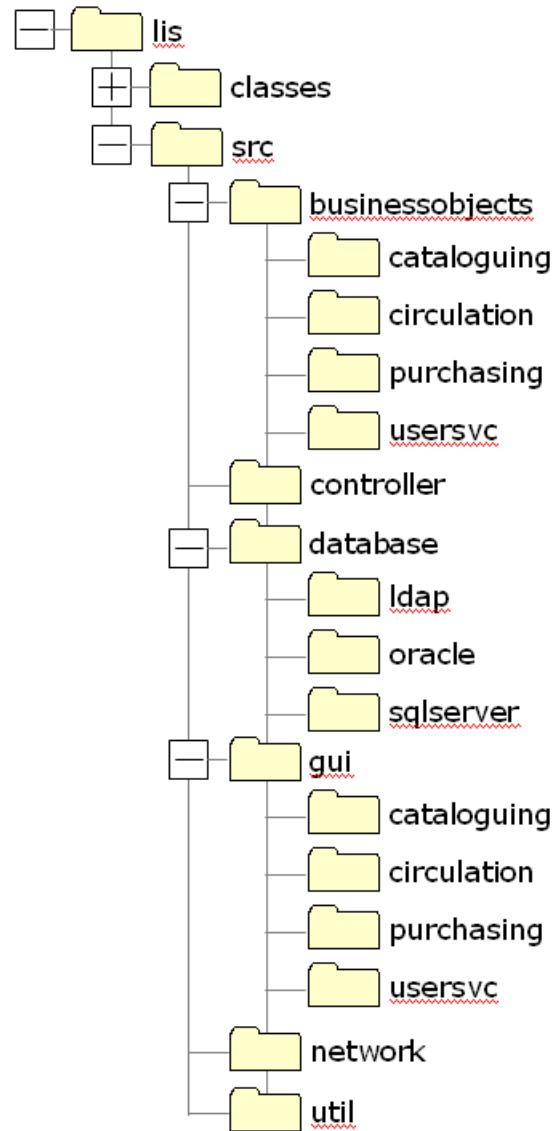 lis
classes
src
businessobjects
cataloguing
circulation
purchasing
usersvc
controller
database
ldap
oracle
sqlserver
gui
cataloguing
circulation
purchasing
usersvc
network
util